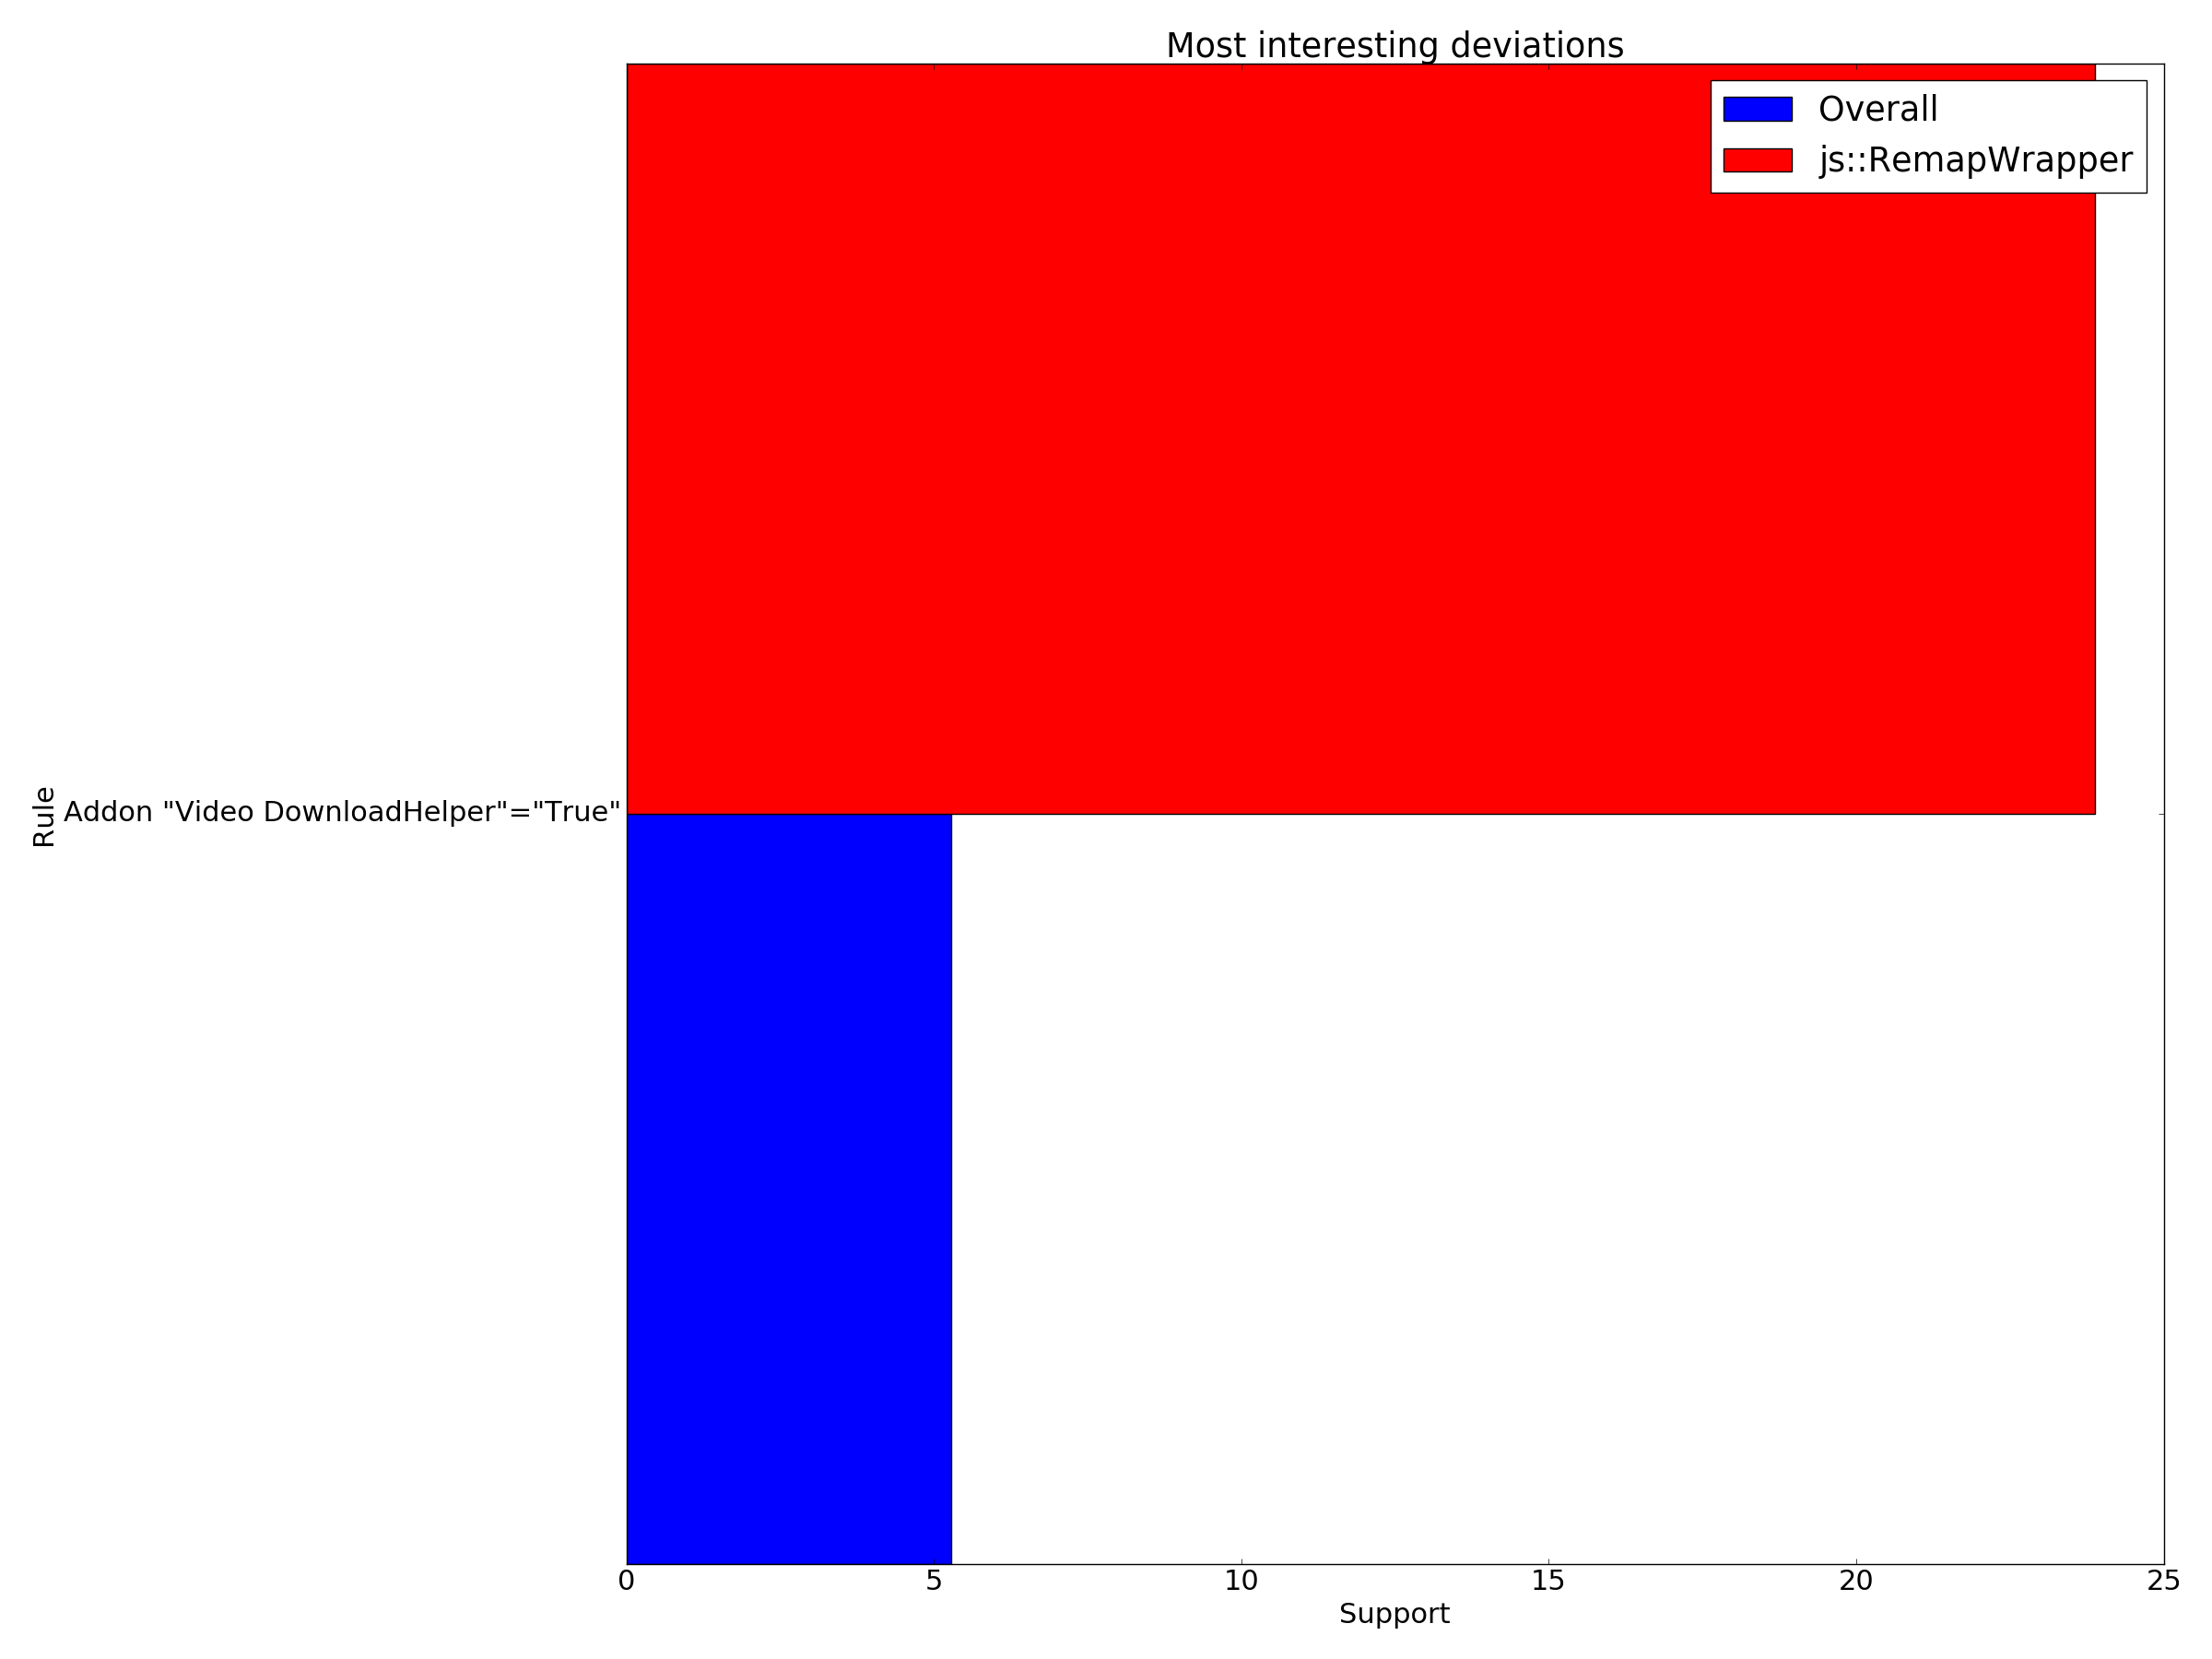 Most interesting deviations
Overall
js::RemapWrapper
Rule
Addon "Video DownloadHelper"="True"
0 5 10 15 20 25
Support